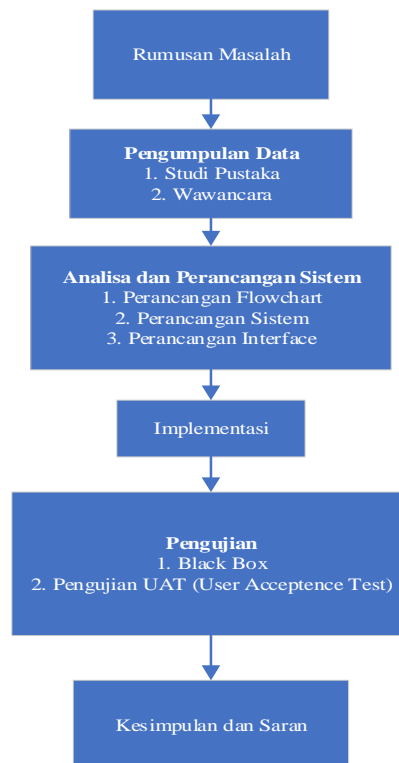 Rumusan Masalah
Pengumpulan Data
1. Studi Pustaka
2. Wawancara
Analisa dan Perancangan Sistem
1. Perancangan Flowchart
2. Perancangan Sistem
3. Perancangan Interface
Implementasi
Pengujian
1. Black Box
2. Pengujian UAT (User Acceptence Test)
Kesimpulan dan Saran